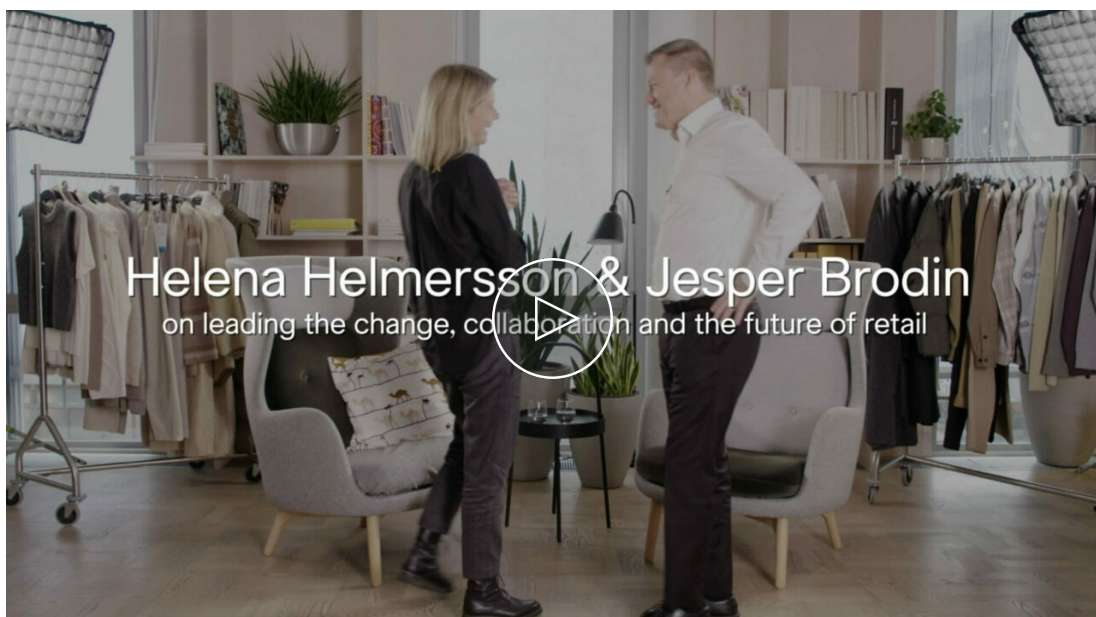 Helena Helmersson & Jesper Brodin
on leading the change, collaboration and the future of retail